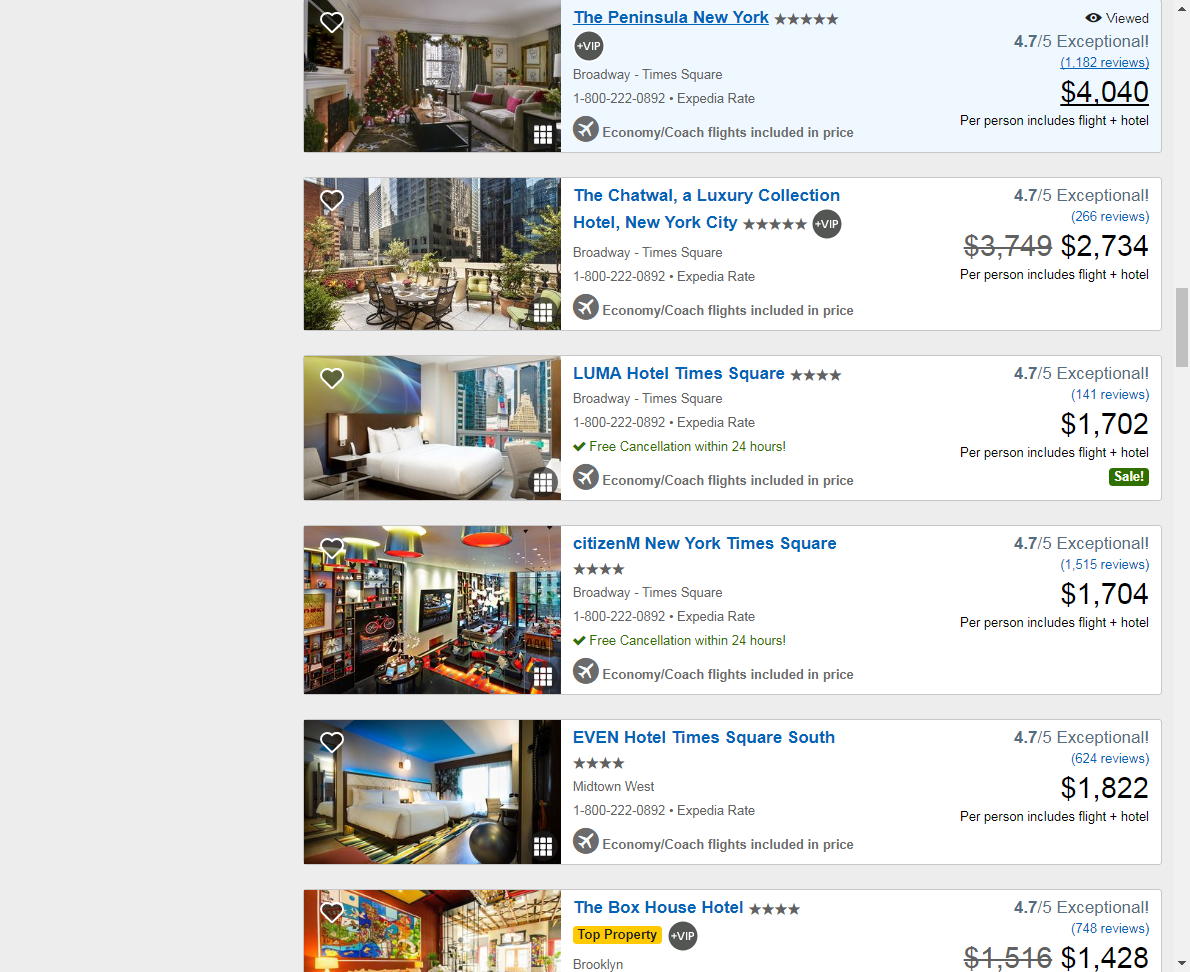 The Peninsula New York
Viewed
+VIP
4.7/5 Exceptional!
(1,182 reviews)
Broadway - Times Square
$4,040
1-800-222-0892 • Expedia Rate
Per person includes flight + hotel
Economy/Coach flights included in price
The Chatwal, a Luxury Collection
Hotel, New York City
+VIP
4.7/5 Exceptional!
(266 reviews)
$3,749 $2,734
Broadway - Times Square
1-800-222-0892 • Expedia Rate
Per person includes flight + hotel
Economy/Coach flights included in price
LUMA Hotel Times Square
4.7/5 Exceptional!
(141 reviews)
Broadway - Times Square
$1,702
1-800-222-0892 • Expedia Rate
Free Cancellation within 24 hours!
Per person includes flight + hotel
Sale!
Economy/Coach flights included in price
citizenM New York Times Square
4.7/5 Exceptional!
(1,515 reviews)
Broadway - Times Square
$1,704
1-800-222-0892 • Expedia Rate
Per person includes flight + hotel
Free Cancellation within 24 hours!
Economy/Coach flights included in price
EVEN Hotel Times Square South
4.7/5 Exceptional!
(624 reviews)
Midtown West
$1,822
1-800-222-0892 • Expedia Rate
Per person includes flight + hotel
Economy/Coach flights included in price
The Box House Hotel
4.7/5 Exceptional!
(748 reviews)
Top Property
+VIP
$1,516 $1,428
Brooklyn